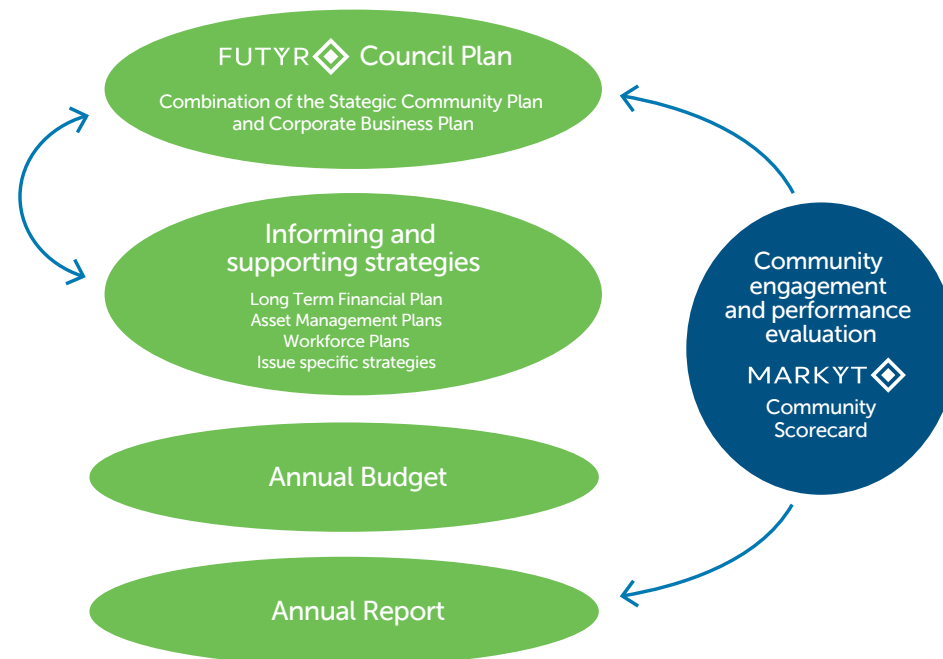 FUTYR Council Plan
Combination of the Stategic Community Plan
and Corporate Business Plan
Informing and
supporting strategies
Long Term Financial Plan
Asset Management Plans
Workforce Plans
Issue specific strategies
Annual Budget
Annual Report
Community
engagement
and performance
evaluation
MARKYT
Community
Scorecard